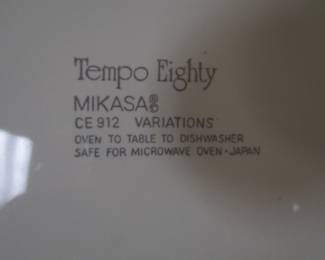 Tempo Eighty
MIKASA®
CE 912 VARIATIONS
OVEN TO TABLE TO DISHWASHER
SAFE FOR MICROWAVE OVEN-JAPAN